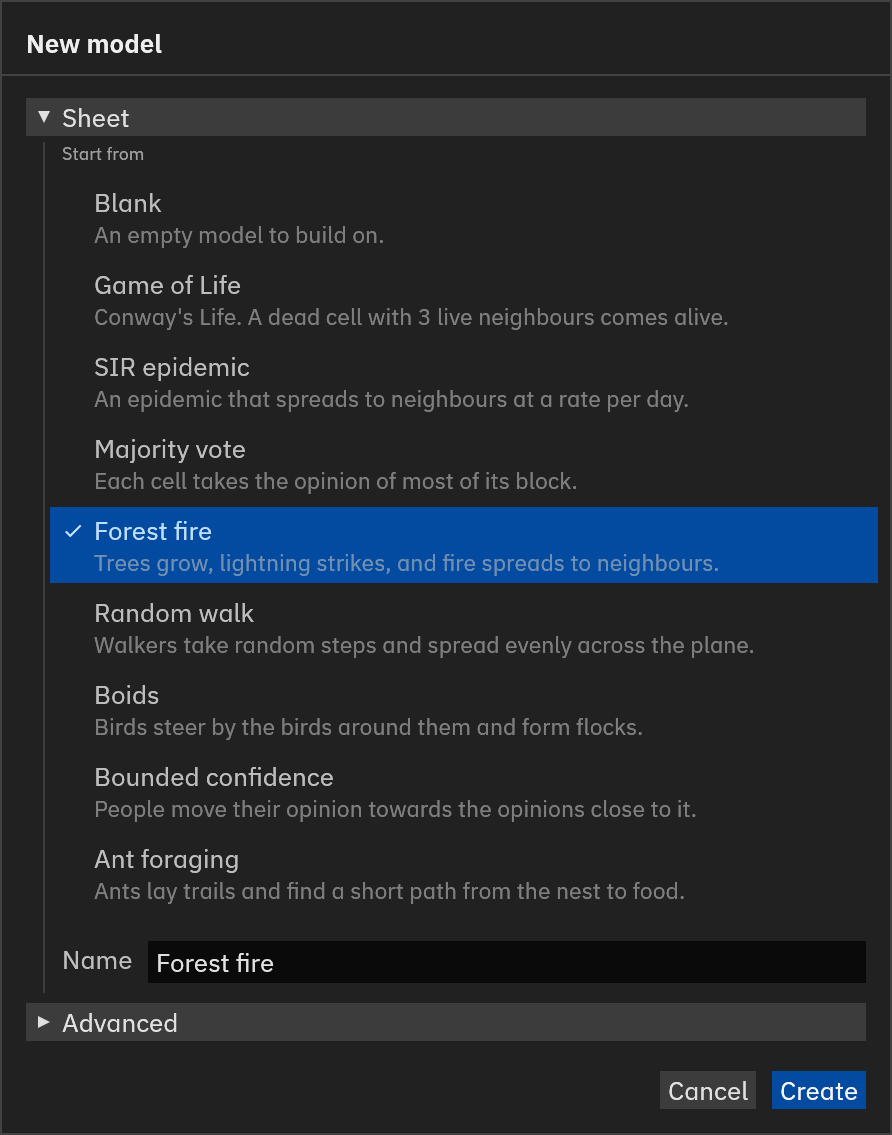 New model
Sheet
Start from
Blank
An empty model to build on.
Game of Life
Conway's Life. A dead cell with 3 live neighbours comes alive.
SIR epidemic
An epidemic that spreads to neighbours at a rate per day.
Majority vote
Each cell takes the opinion of most of its block.
Forest fire
Trees grow, lightning strikes, and fire spreads to neighbours.
Random walk
Walkers take random steps and spread evenly across the plane.
Boids
Birds steer by the birds around them and form flocks.
Bounded confidence
People move their opinion towards the opinions close to it.
Ant foraging
Ants lay trails and find a short path from the nest to food.
Name Forest fire
Advanced
Cancel Create